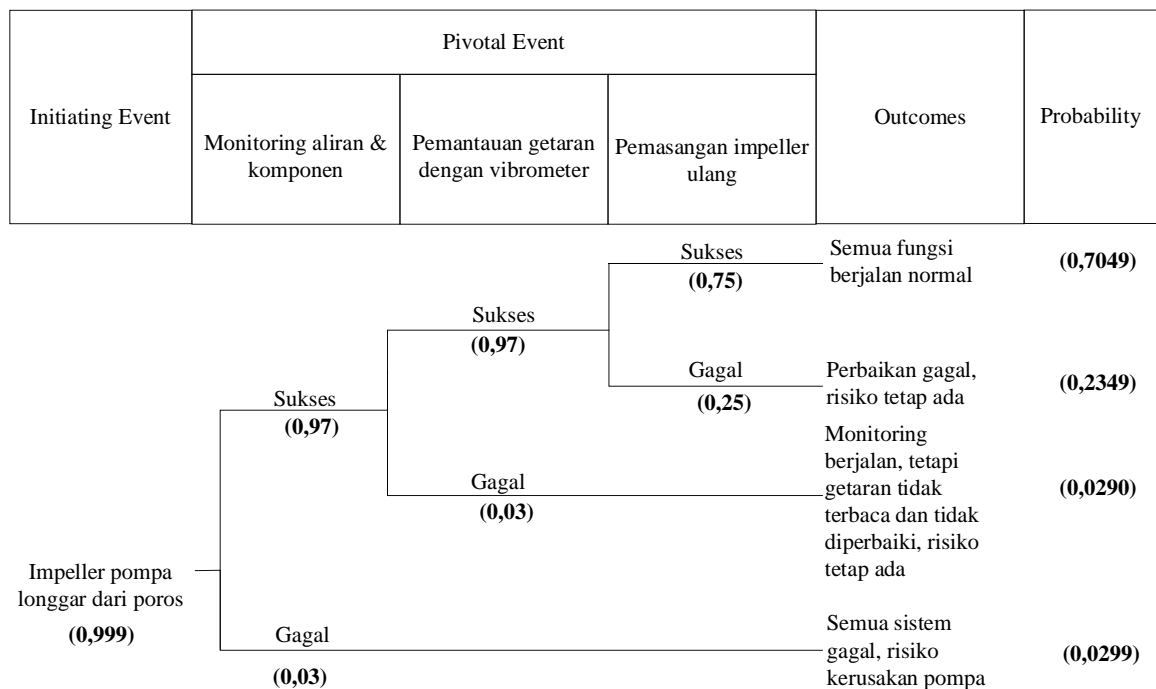 Initiating Event
Pivotal Event
Outcomes
Probability
Monitoring aliran &
komponen
Pemantauan getaran
dengan vibrometer
Pemasangan impeller
ulang
Sukses
(0,75)
Semua fungsi
berjalan normal
(0,7049)
Sukses
(0,97)
Gagal
(0,25)
Perbaikan gagal,
risiko tetap ada
(0,2349)
Sukses
(0,97)
Gagal
(0,03)
Monitoring
berjalan, tetapi
getaran tidak
terbaca dan tidak
diperbaiki, risiko
tetap ada
(0,0290)
Impeller pompa
longgar dari poros
(0,999)
Gagal
(0,03)
Semua sistem
gagal, risiko
kerusakan pompa
(0,0299)